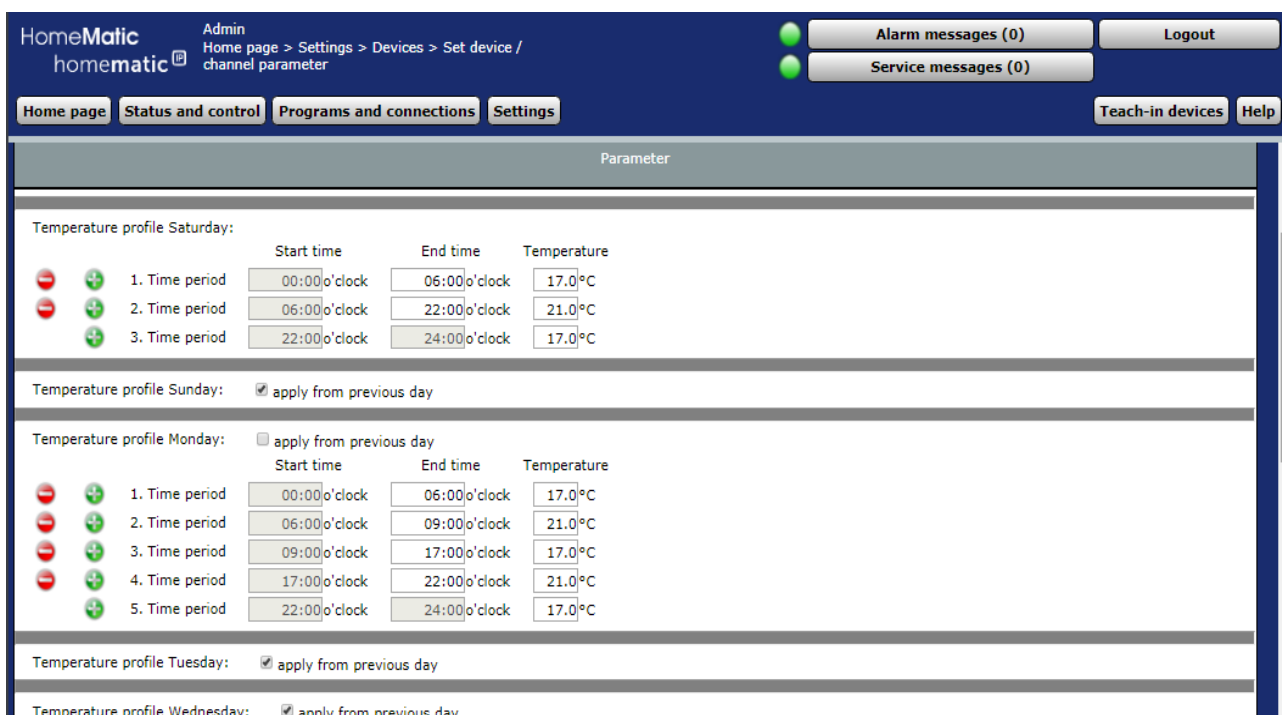 HomeMatic
homematic IP
Admin
Home page > Settings > Devices > Set device /
channel parameter
Alarm messages (0)
Logout
Service messages (0)
Home page Status and control Programs and connections Settings Teach-in devices Help
Parameter
Temperature profile Saturday:
Start time End time Temperature
1. Time period 00:00 o'clock 06:00 o'clock 17.0 °C
2. Time period 06:00 o'clock 22:00 o'clock 21.0 °C
3. Time period 22:00 o'clock 24:00 o'clock 17.0 °C
Temperature profile Sunday: apply from previous day
Temperature profile Monday: apply from previous day
Start time End time Temperature
1. Time period 00:00 o'clock 06:00 o'clock 17.0 °C
2. Time period 06:00 o'clock 09:00 o'clock 21.0 °C
3. Time period 09:00 o'clock 17:00 o'clock 17.0 °C
4. Time period 17:00 o'clock 22:00 o'clock 21.0 °C
5. Time period 22:00 o'clock 24:00 o'clock 17.0 °C
Temperature profile Tuesday: apply from previous day
Temperature profile Wednesday: apply from previous day